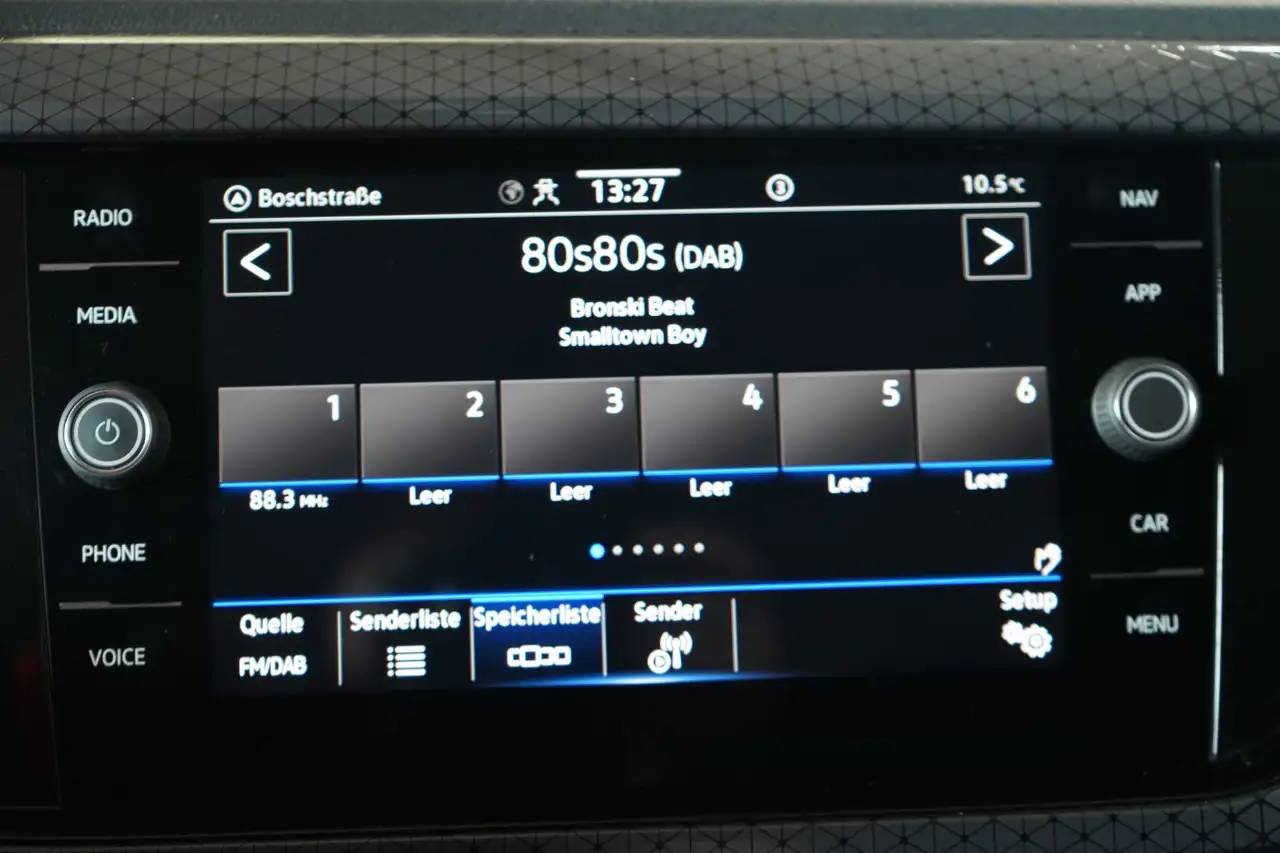 RADIO
MEDIA
PHONE
VOICE
Boschstraße
13:27
3
10.5°C
<
80s80s (DAB)
>
Bronski Beat
Smalltown Boy
1
2
3
4
5
6
88.3 MHz
Leer
Leer
Leer
Leer
Leer
Quelle
FM/DAB
Senderliste
Speicherliste
Sender
Setup
NAV
APP
CAR
MENU